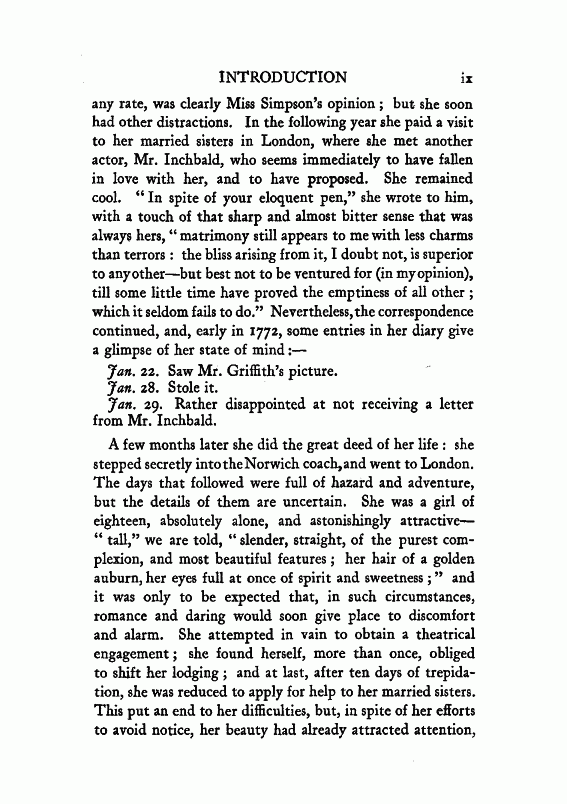 INTRODUCTION ix
any rate, was clearly Miss Simpson's opinion ; but she soon
had other distractions. In the following year she paid a visit
to her married sisters in London, where she met another
actor, Mr. Inchbald, who seems immediately to have fallen
in love with her, and to have proposed. She remained
cool. “ In spite of your eloquent pen,” she wrote to him,
with a touch of that sharp and almost bitter sense that was
always hers, “ matrimony still appears to me with less charms
than terrors : the bliss arising from it, I doubt not, is superior
to any other—but best not to be ventured for (in my opinion),
till some little time have proved the emptiness of all other ;
which it seldom fails to do.” Nevertheless, the correspondence
continued, and, early in 1772, some entries in her diary give
a glimpse of her state of mind :—
Jan. 22. Saw Mr. Griffith's picture.
Jan. 28. Stole it.
Jan. 29. Rather disappointed at not receiving a letter
from Mr. Inchbald.
A few months later she did the great deed of her life : she
stepped secretly into the Norwich coach, and went to London.
The days that followed were full of hazard and adventure,
but the details of them are uncertain. She was a girl of
eighteen, absolutely alone, and astonishingly attractive—
“ tall,” we are told, “ slender, straight, of the purest com-
plexion, and most beautiful features ; her hair of a golden
auburn, her eyes full at once of spirit and sweetness ; ” and
it was only to be expected that, in such circumstances,
romance and daring would soon give place to discomfort
and alarm. She attempted in vain to obtain a theatrical
engagement ; she found herself, more than once, obliged
to shift her lodging ; and at last, after ten days of trepida-
tion, she was reduced to apply for help to her married sisters.
This put an end to her difficulties, but, in spite of her efforts
to avoid notice, her beauty had already attracted attention,